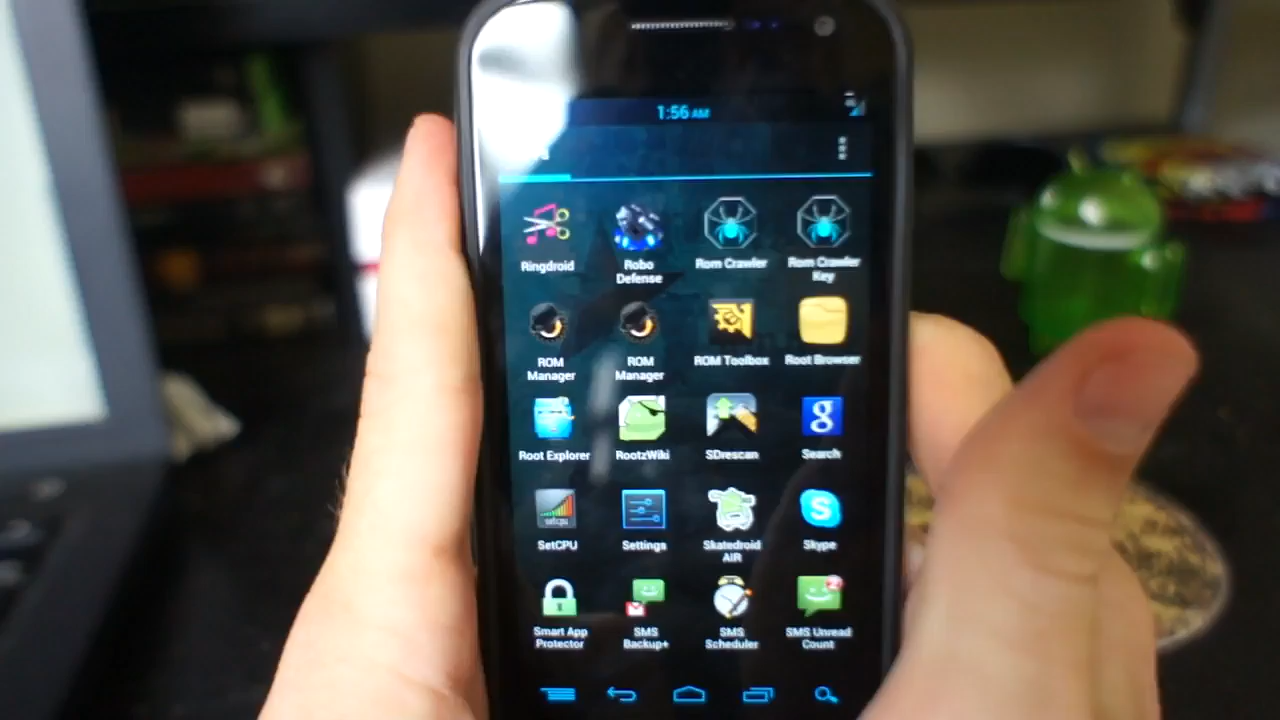 1:56 AM
Ringdroid
Robo
Defense
Rom Crawler
Rom Crawler
Key
ROM
Manager
ROM
Manager
ROM Toolbox
Root Browser
Root Explorer
RootzWiki
SDrescan
g
Search
setcpu
SetCPU
Settings
Skatedroid
AIR
S
Skype
Smart App
Protector
SMS
Backup+
SMS
Scheduler
2
SMS Unread
Count